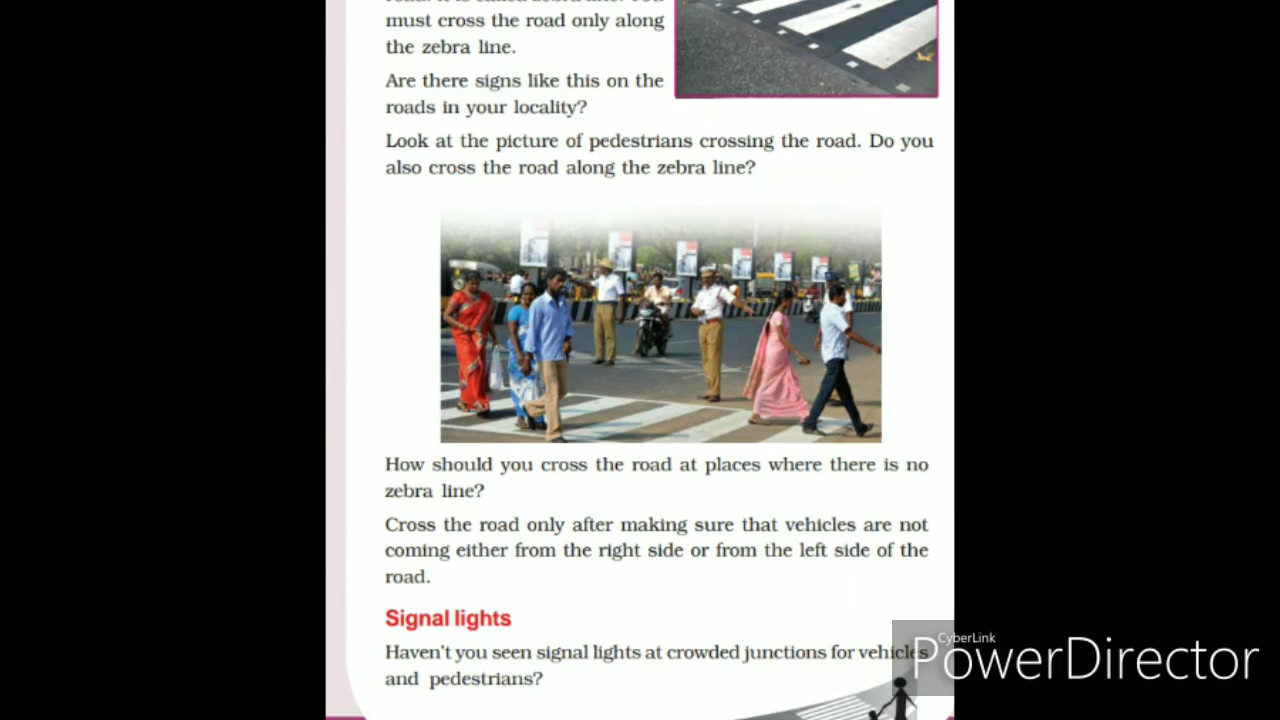 must cross the road only along
the zebra line.
Are there signs like this on the
roads in your locality?
Look at the picture of pedestrians crossing the road. Do you
also cross the road along the zebra line?
How should you cross the road at places where there is no
zebra line?
Cross the road only after making sure that vehicles are not
coming either from the right side or from the left side of the
road.
Signal lights
Haven't you seen signal lights at crowded junctions for vehicles
and pedestrians?
CyberLink
PowerDirector